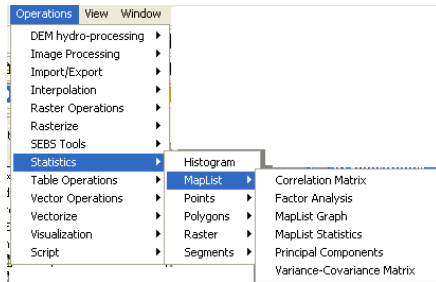 Operations View Window
DEM hydro-processing
Image Processing
Import/Export
Interpolation
Raster Operations
Rasterize
SEBS Tools
Statistics
Table Operations
Vector Operations
Vectorize
Visualization
Script
Histogram
MapList
Points
Polygons
Raster
Segments
Correlation Matrix
Factor Analysis
MapList Graph
MapList Statistics
Principal Components
Variance-Covariance Matrix